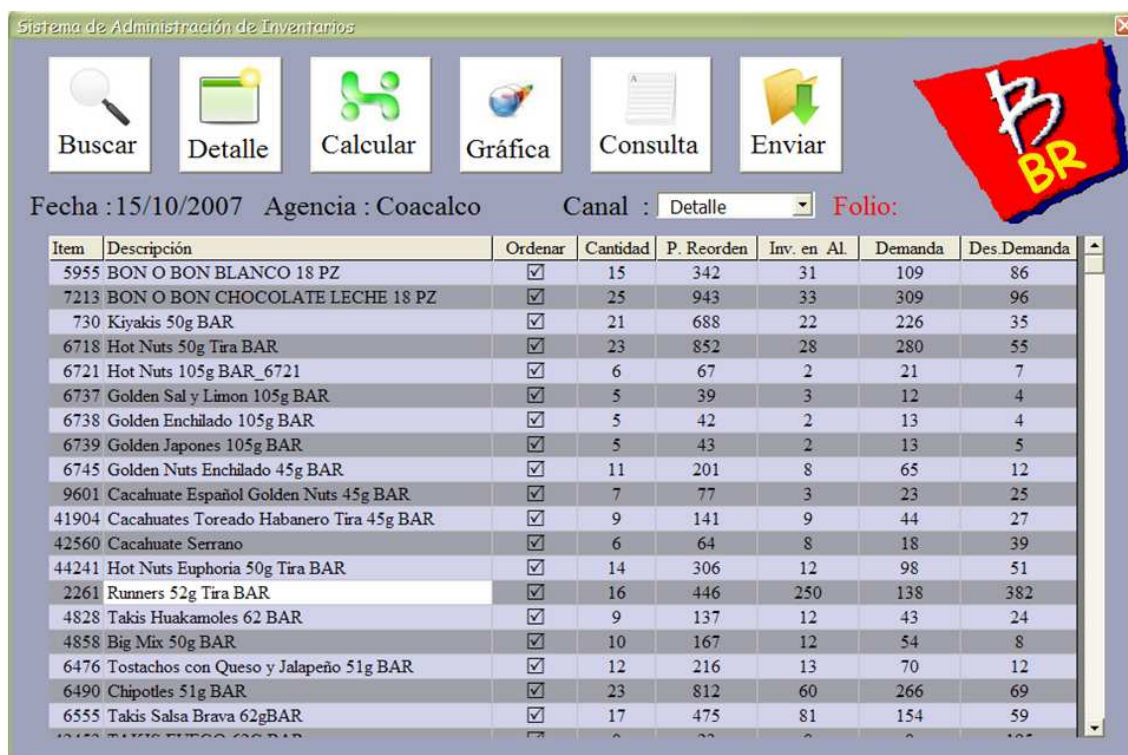 Sistema de Administración de Inventarios
Buscar Detalle Calcular Gráfica Consulta Enviar
B
BR
Fecha : 15/10/2007 Agencia : Coacalco Canal : Detalle Folio:
Item Descripción Ordenar Cantidad P. Reorden Inv. en Al. Demanda Des.Demanda
5955 BON O BON BLANCO 18 PZ 15 342 31 109 86
7213 BON O BON CHOCOLATE LECHE 18 PZ 25 943 33 309 96
730 Kiyakis 50g BAR 21 688 22 226 35
6718 Hot Nuts 50g Tira BAR 23 852 28 280 55
6721 Hot Nuts 105g BAR_6721 6 67 2 21 7
6737 Golden Sal y Limon 105g BAR 5 39 3 12 4
6738 Golden Enchilado 105g BAR 5 42 2 13 4
6739 Golden Japones 105g BAR 5 43 2 13 5
6745 Golden Nuts Enchilado 45g BAR 11 201 8 65 12
9601 Cacahuate Español Golden Nuts 45g BAR 7 77 3 23 25
41904 Cacahuates Toreado Habanero Tira 45g BAR 9 141 9 44 27
42560 Cacahuate Serrano 6 64 8 18 39
44241 Hot Nuts Euphoria 50g Tira BAR 14 306 12 98 51
2261 Runners 52g Tira BAR 16 446 250 138 382
4828 Takis Huakamoles 62 BAR 9 137 12 43 24
4858 Big Mix 50g BAR 10 167 12 54 8
6476 Tostachos con Queso y Jalapeño 51g BAR 12 216 13 70 12
6490 Chipotles 51g BAR 23 812 60 266 69
6555 Takis Salsa Brava 62gBAR 17 475 81 154 59